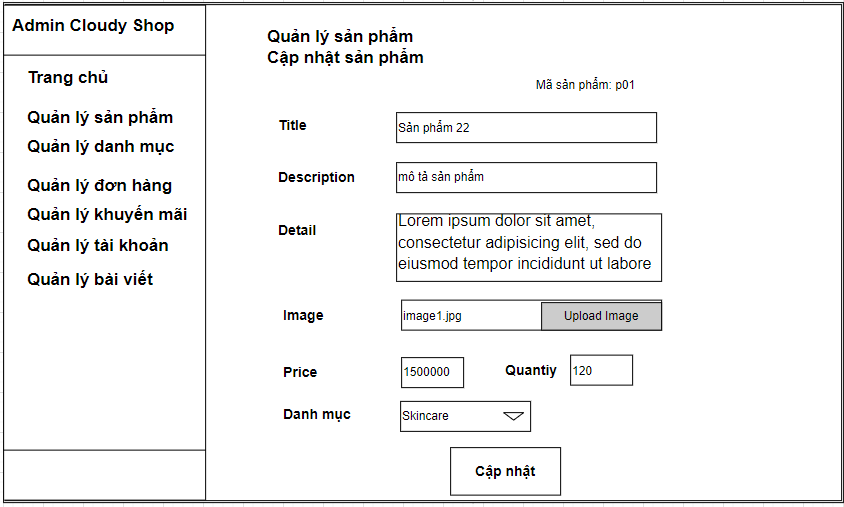 Admin Cloudy Shop
Trang chủ
Quản lý sản phẩm
Quản lý danh mục
Quản lý đơn hàng
Quản lý khuyến mãi
Quản lý tài khoản
Quản lý bài viết
Quản lý sản phẩm
Cập nhật sản phẩm
Mã sản phẩm: p01
Title
Sản phẩm 22
Description
mô tả sản phẩm
Detail
Lorem ipsum dolor sit amet,
consectetur adipisicing elit, sed do
eiusmod tempor incididunt ut labore
Image
image1.jpg
Upload Image
Price
1500000
Quantiy
120
Danh mục
Skincare
Cập nhật